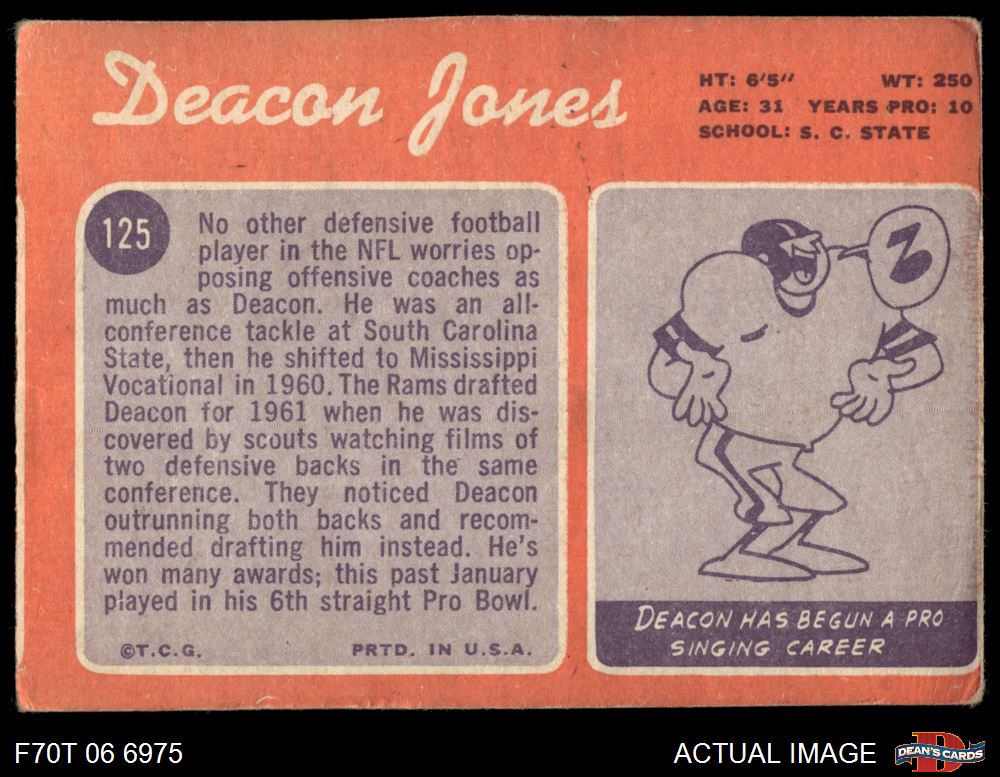 Deacon Jones
HT: 6'5" WT: 250
AGE: 31 YEARS PRO: 10
SCHOOL: S. C. STATE
125
No other defensive football
player in the NFL worries op-
posing offensive coaches as
much as Deacon. He was an all-
conference tackle at South Carolina
State, then he shifted to Mississippi
Vocational in 1960. The Rams drafted
Deacon for 1961 when he was dis-
covered by scouts watching films of
two defensive backs in the same
conference. They noticed Deacon
outrunning both backs and recom-
mended drafting him instead. He's
won many awards; this past January
played in his 6th straight Pro Bowl.
©T.C.G. PRTD. IN U.S.A.
DEACON HAS BEGUN A PRO
SINGING CAREER
F70T 06 6975
ACTUAL IMAGE
D
DEAN'S CARDS